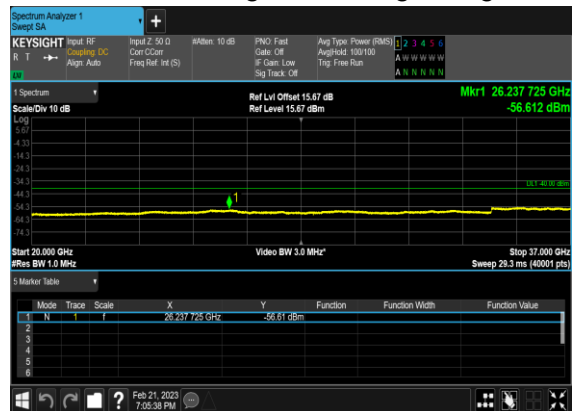 Spectrum Analyzer 1
Swept SA
+
KEYSIGHT Input: RF Input Z: 50 Ω #Atten: 10 dB PNO: Fast Avg Type: Power (RMS) 1 2 3 4 5 6
R T Coupling: DC Corr CCorr Gate: Off Avg|Hold: 100/100 A W W W W W
Align: Auto Freq Ref: Int (S) IF Gain: Low Trig: Free Run
LXI Sig Track: Off A N N N N N
1 Spectrum Ref Lvl Offset 15.67 dB Mkr1 26.237 725 GHz
Scale/Div 10 dB Ref Level 15.67 dBm -56.612 dBm
Log
5.67
-4.33
-14.3
-24.3
-34.3
DL1 -40.00 dBm
-44.3
1
-54.3
-64.3
-74.3
Start 20.000 GHz Video BW 3.0 MHz* Stop 37.000 GHz
#Res BW 1.0 MHz Sweep 29.3 ms (40001 pts)
5 Marker Table
Mode Trace Scale X Y Function Function Width Function Value
1 N 1 f 26.237 725 GHz -56.61 dBm
2
3
4
5
6
? Feb 21, 2023
7:05:38 PM